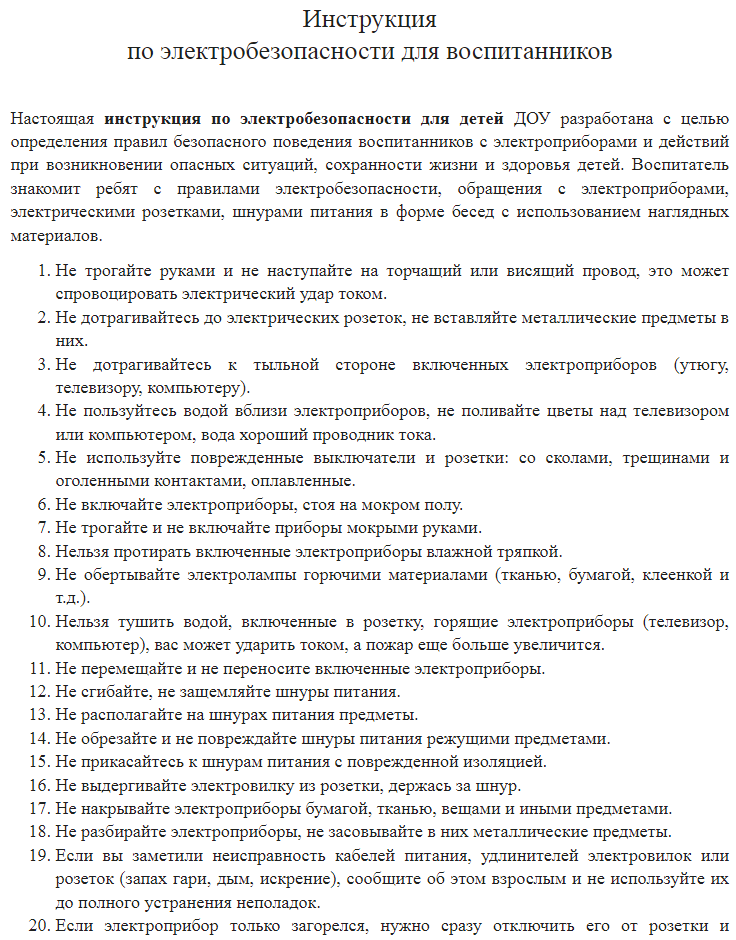 Инструкция
по электробезопасности для воспитанников
Настоящая инструкция по электробезопасности для детей ДОУ разработана с целью
определения правил безопасного поведения воспитанников с электроприборами и действий
при возникновении опасных ситуаций, сохранности жизни и здоровья детей. Воспитатель
знакомит ребят с правилами электробезопасности, обращения с электроприборами,
электрическими розетками, шнурами питания в форме бесед с использованием наглядных
материалов.
1. Не трогайте руками и не наступайте на торчащий или висящий провод, это может
спровоцировать электрический удар током.
2. Не дотрагивайтесь до электрических розеток, не вставляйте металлические предметы в
них.
3. Не дотрагивайтесь к тыльной стороне включенных электроприборов (утюгу,
телевизору, компьютеру).
4. Не пользуйтесь водой вблизи электроприборов, не поливайте цветы над телевизором
или компьютером, вода хороший проводник тока.
5. Не используйте поврежденные выключатели и розетки: со сколами, трещинами и
оголенными контактами, оплавленные.
6. Не включайте электроприборы, стоя на мокром полу.
7. Не трогайте и не включайте приборы мокрыми руками.
8. Нельзя протирать включенные электроприборы влажной тряпкой.
9. Не обертывайте электролампы горючими материалами (тканью, бумагой, клеенкой и
т.д.).
10. Нельзя тушить водой, включенные в розетку, горящие электроприборы (телевизор,
компьютер), вас может ударить током, а пожар еще больше увеличится.
11. Не перемещайте и не переносите включенные электроприборы.
12. Не сгибайте, не защемляйте шнуры питания.
13. Не располагайте на шнурах питания предметы.
14. Не обрезайте и не повреждайте шнуры питания режущими предметами.
15. Не прикасайтесь к шнурам питания с поврежденной изоляцией.
16. Не выдергивайте электровилку из розетки, держась за шнур.
17. Не накрывайте электроприборы бумагой, тканью, вещами и иными предметами.
18. Не разбирайте электроприборы, не засовывайте в них металлические предметы.
19. Если вы заметили неисправность кабелей питания, удлинителей электровилок или
розеток (запах гари, дым, искрение), сообщите об этом взрослым и не используйте их
до полного устранения неполадок.
20. Если электроприбор только загорелся, нужно сразу отключить его от розетки и